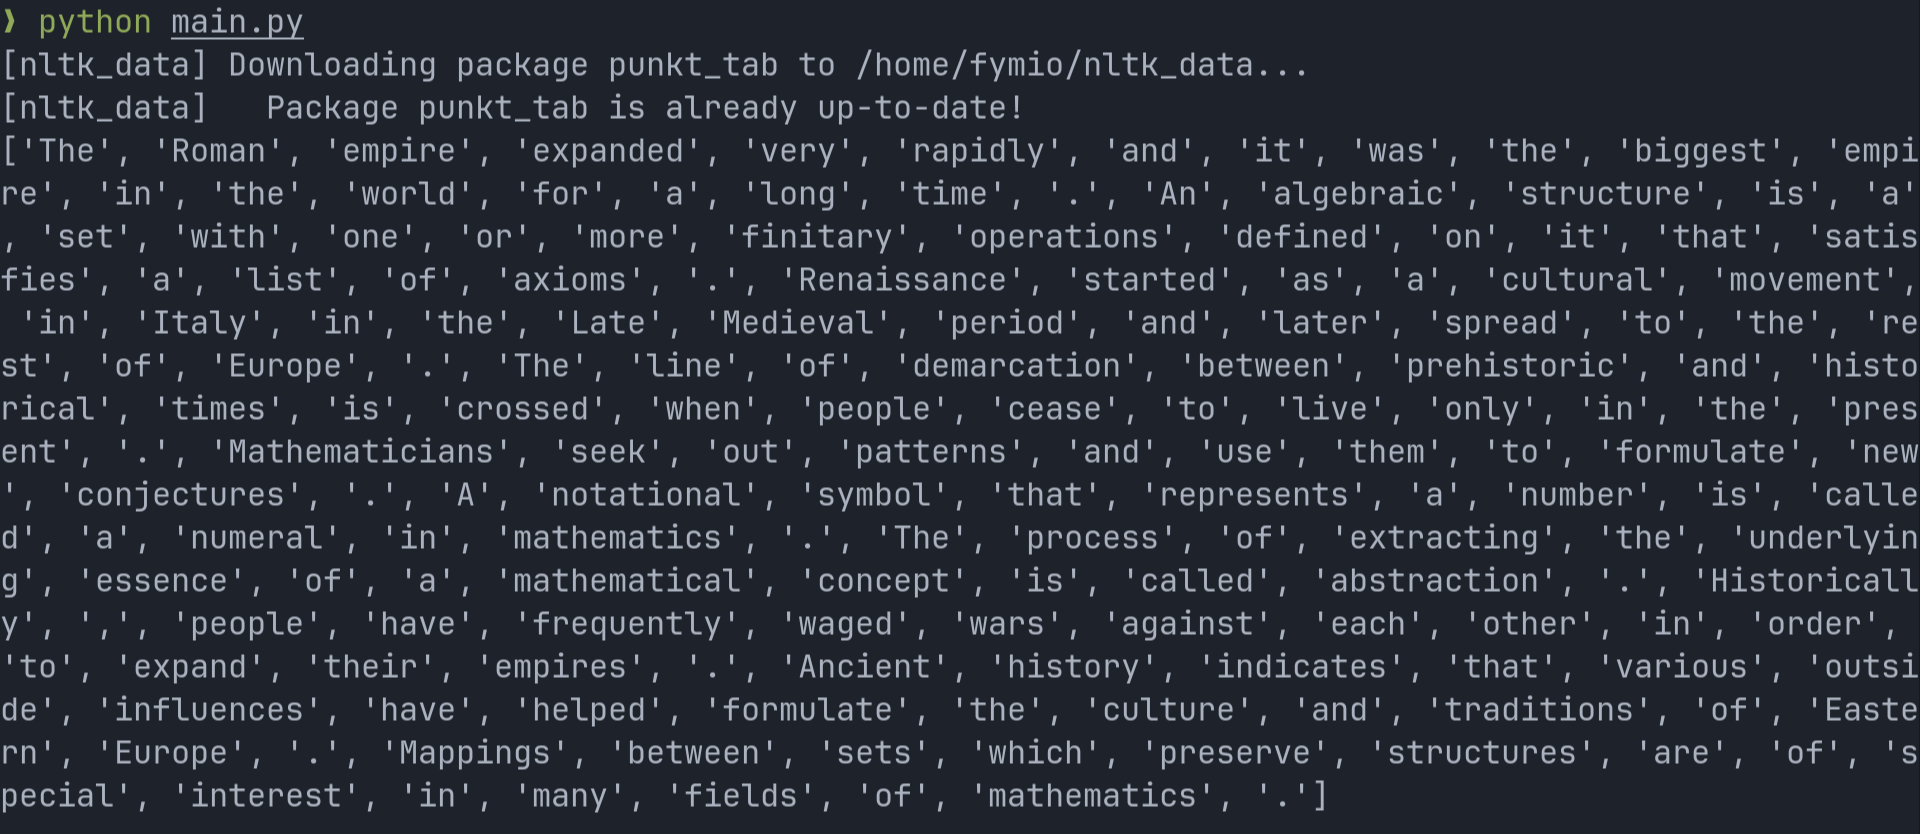 ❱ python main.py
[nltk_data] Downloading package punkt_tab to /home/fymio/nltk_data...
[nltk_data]   Package punkt_tab is already up-to-date!
['The', 'Roman', 'empire', 'expanded', 'very', 'rapidly', 'and', 'it', 'was', 'the', 'biggest', 'empi
re', 'in', 'the', 'world', 'for', 'a', 'long', 'time', '.', 'An', 'algebraic', 'structure', 'is', 'a'
, 'set', 'with', 'one', 'or', 'more', 'finitary', 'operations', 'defined', 'on', 'it', 'that', 'satis
fies', 'a', 'list', 'of', 'axioms', '.', 'Renaissance', 'started', 'as', 'a', 'cultural', 'movement',
 'in', 'Italy', 'in', 'the', 'Late', 'Medieval', 'period', 'and', 'later', 'spread', 'to', 'the', 're
st', 'of', 'Europe', '.', 'The', 'line', 'of', 'demarcation', 'between', 'prehistoric', 'and', 'histo
rical', 'times', 'is', 'crossed', 'when', 'people', 'cease', 'to', 'live', 'only', 'in', 'the', 'pres
ent', '.', 'Mathematicians', 'seek', 'out', 'patterns', 'and', 'use', 'them', 'to', 'formulate', 'new
', 'conjectures', '.', 'A', 'notational', 'symbol', 'that', 'represents', 'a', 'number', 'is', 'calle
d', 'a', 'numeral', 'in', 'mathematics', '.', 'The', 'process', 'of', 'extracting', 'the', 'underlyin
g', 'essence', 'of', 'a', 'mathematical', 'concept', 'is', 'called', 'abstraction', '.', 'Historicall
y', ',', 'people', 'have', 'frequently', 'waged', 'wars', 'against', 'each', 'other', 'in', 'order',
'to', 'expand', 'their', 'empires', '.', 'Ancient', 'history', 'indicates', 'that', 'various', 'outsi
de', 'influences', 'have', 'helped', 'formulate', 'the', 'culture', 'and', 'traditions', 'of', 'Easte
rn', 'Europe', '.', 'Mappings', 'between', 'sets', 'which', 'preserve', 'structures', 'are', 'of', 's
pecial', 'interest', 'in', 'many', 'fields', 'of', 'mathematics', '.']